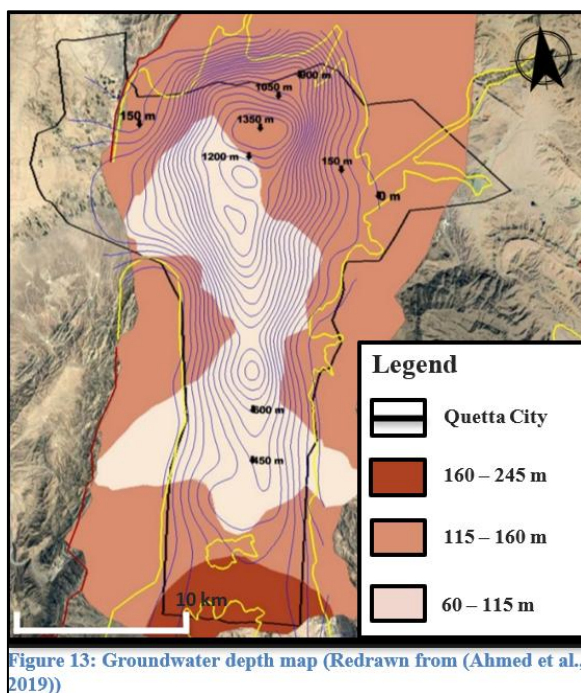 900 m
1050 m
150 m
1350 m
1200 m
150 m
0 m
600 m
450 m
10 km
Legend
Quetta City
160 – 245 m
115 – 160 m
60 – 115 m
Figure 13: Groundwater depth map (Redrawn from (Ahmed et al.,
2019))